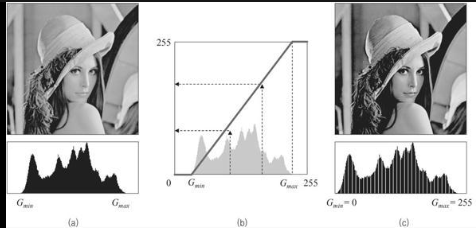 255
0
G_min
G_max
255
G_min
G_max
G_min = 0
G_max = 255
(a)
(b)
(c)